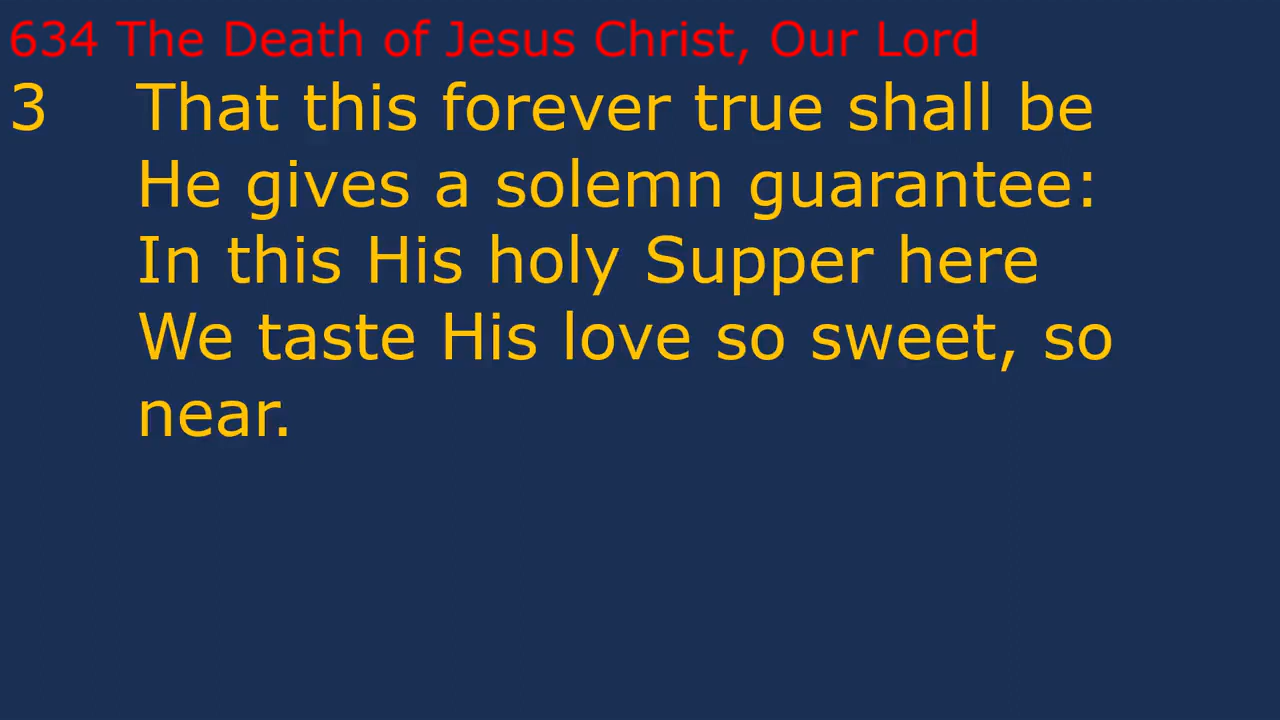 634 The Death of Jesus Christ, Our Lord
3 That this forever true shall be
He gives a solemn guarantee:
In this His holy Supper here
We taste His love so sweet, so
near.